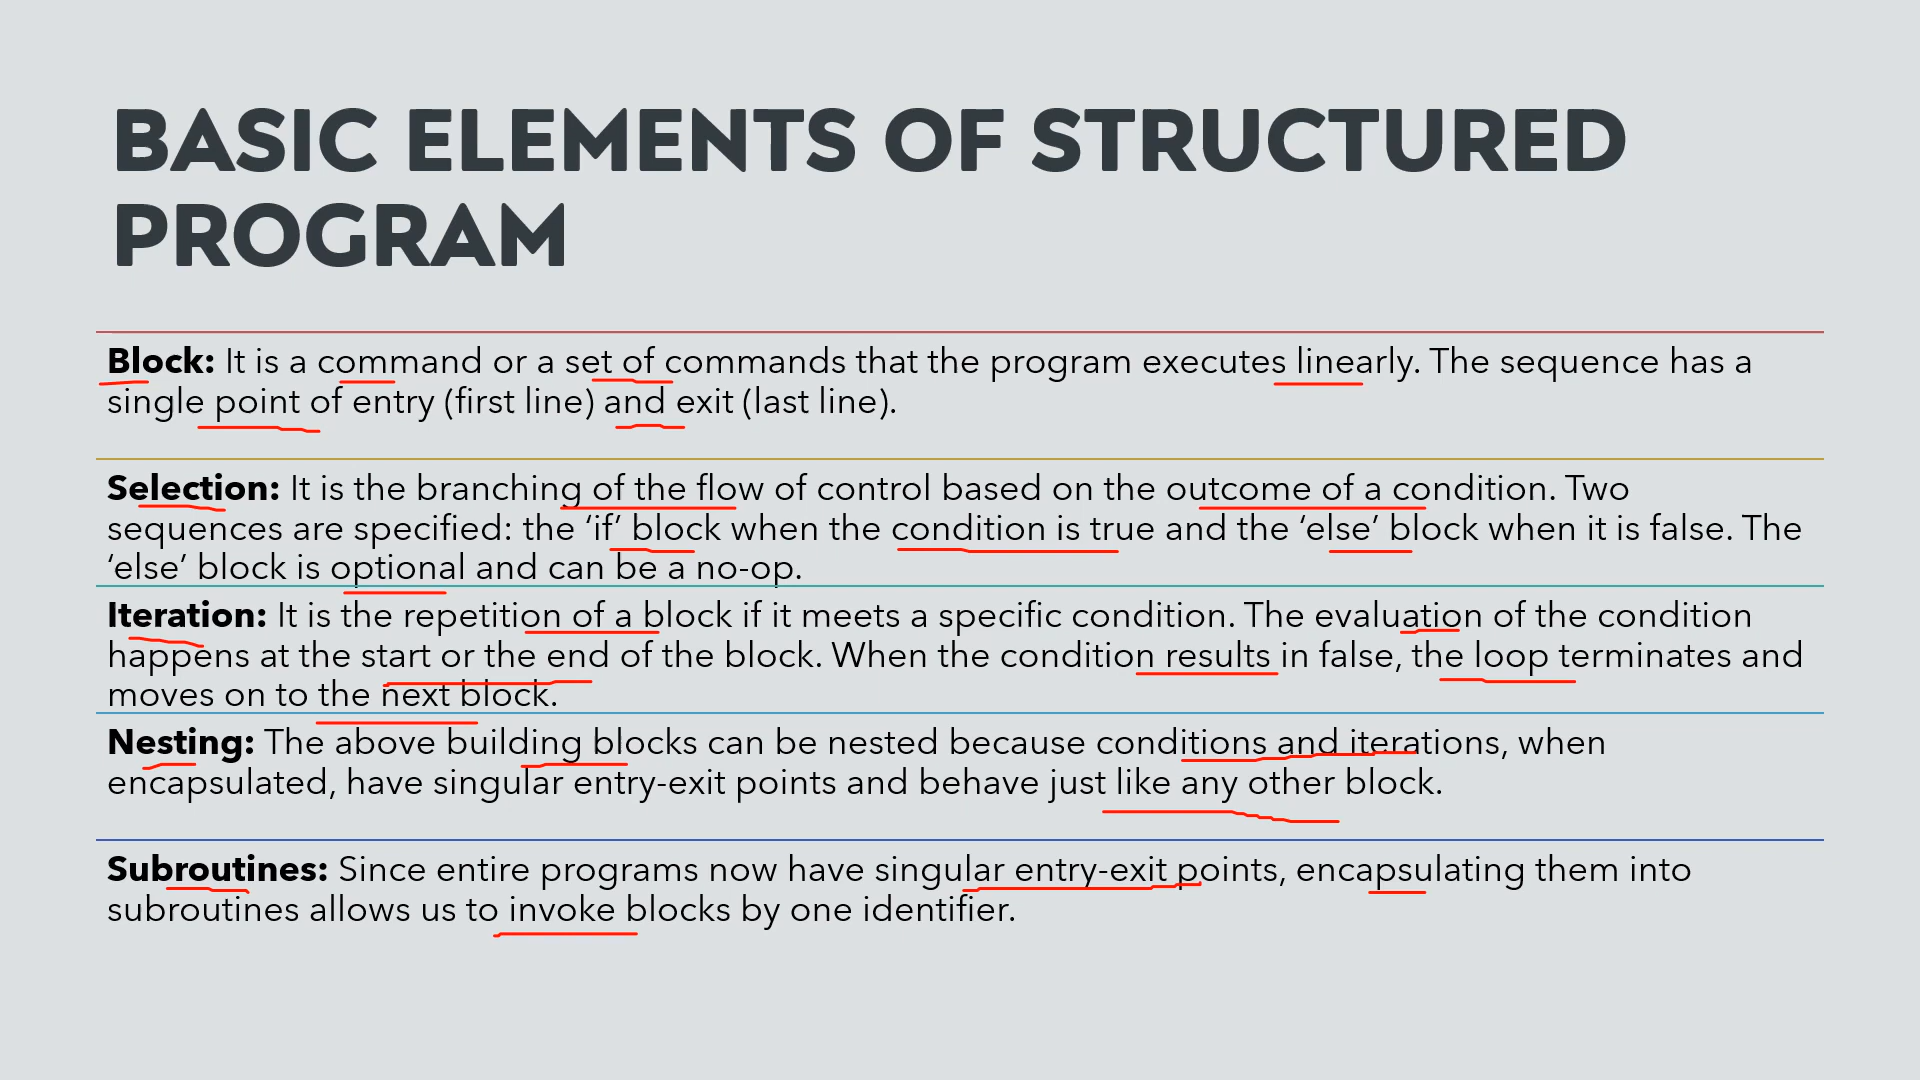 BASIC ELEMENTS OF STRUCTURED
PROGRAM
Block: It is a command or a set of commands that the program executes linearly. The sequence has a
single point of entry (first line) and exit (last line).
Selection: It is the branching of the flow of control based on the outcome of a condition. Two
sequences are specified: the ‘if’ block when the condition is true and the ‘else’ block when it is false. The
‘else’ block is optional and can be a no-op.
Iteration: It is the repetition of a block if it meets a specific condition. The evaluation of the condition
happens at the start or the end of the block. When the condition results in false, the loop terminates and
moves on to the next block.
Nesting: The above building blocks can be nested because conditions and iterations, when
encapsulated, have singular entry-exit points and behave just like any other block.
Subroutines: Since entire programs now have singular entry-exit points, encapsulating them into
subroutines allows us to invoke blocks by one identifier.